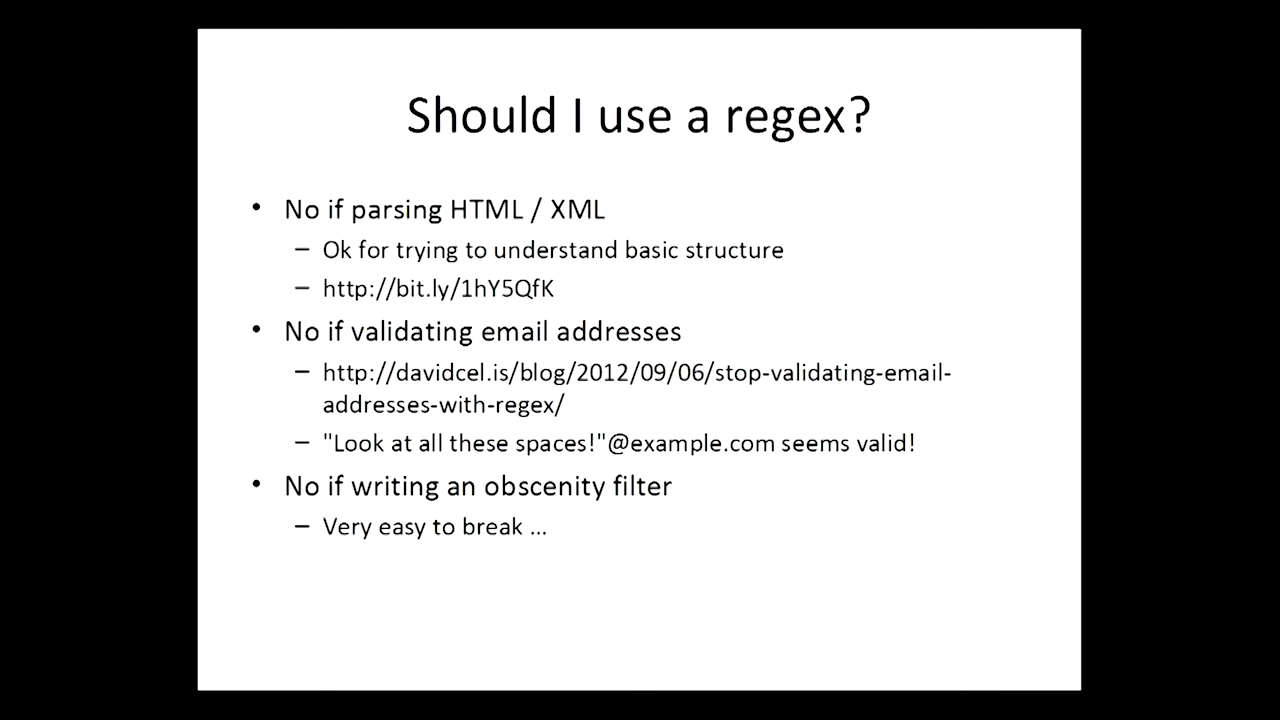 Should I use a regex?
• No if parsing HTML / XML
– Ok for trying to understand basic structure
– http://bit.ly/1hY5QfK
• No if validating email addresses
– http://davidcel.is/blog/2012/09/06/stop-validating-email-
addresses-with-regex/
– "Look at all these spaces!"@example.com seems valid!
• No if writing an obscenity filter
– Very easy to break ...